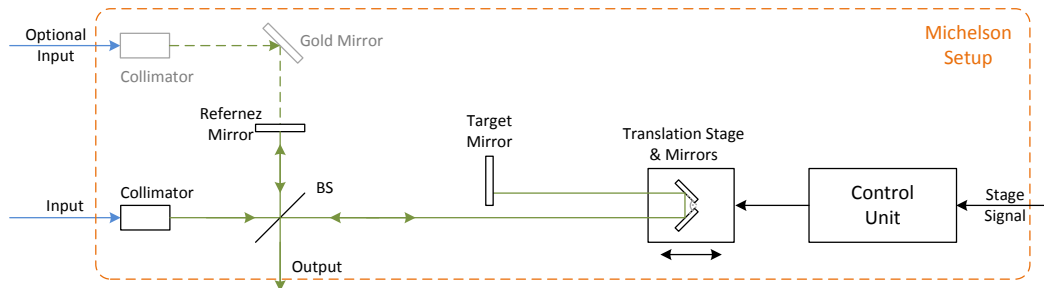 Optional
Input
Collimator
Gold Mirror
Michelson
Setup
Refernez
Mirror
Target
Mirror
Translation Stage
& Mirrors
Input
Collimator
BS
Control
Unit
Stage
Signal
Output